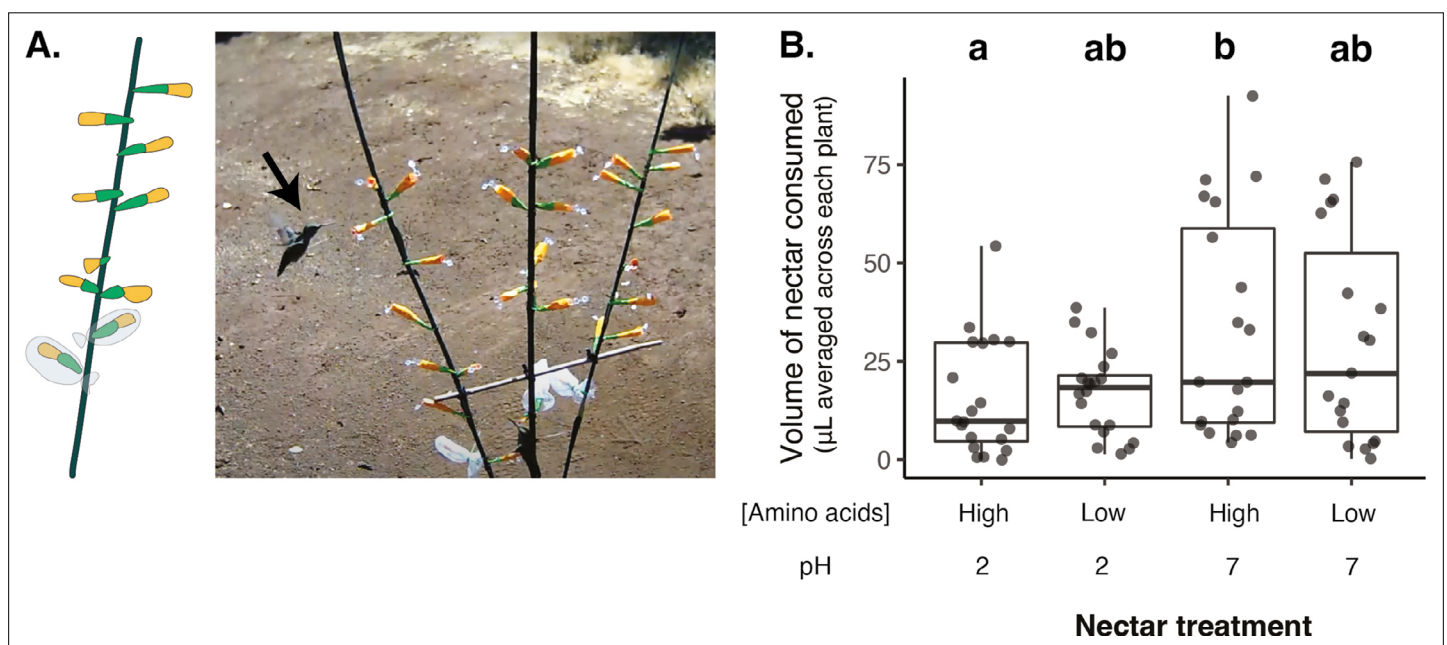 A.
B.
a ab b ab
Volume of nectar consumed
(µL averaged across each plant)
75
50
25
0
[Amino acids] High Low High Low
pH 2 2 7 7
Nectar treatment